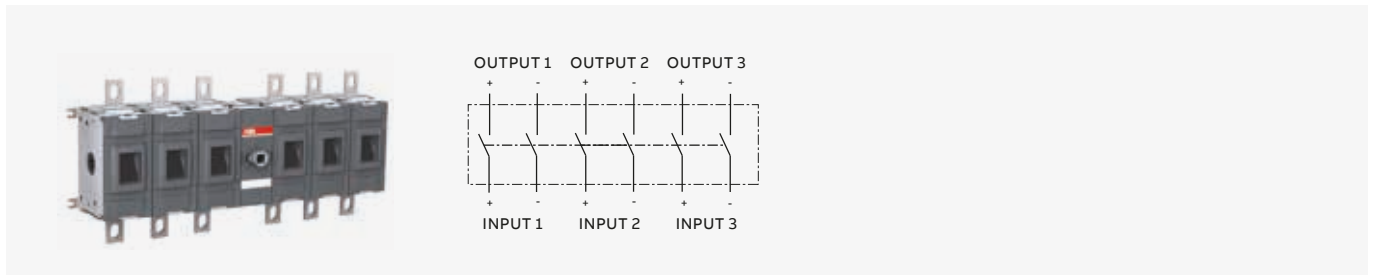 OUTPUT 1 OUTPUT 2 OUTPUT 3
+ - + - + -
+ - + - + -
INPUT 1 INPUT 2 INPUT 3